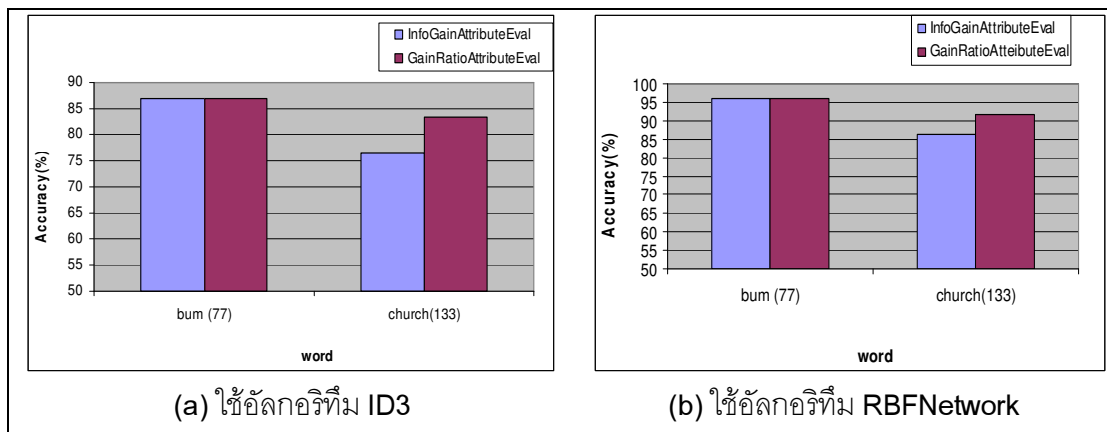 InfoGainAttributeEval
GainRatioAttributeEval
90
85
80
75
70
65
60
55
50
Accuracy(%)
bum (77) church(133)
word
(a) ใช้อัลกอริทึม ID3
InfoGainAttributeEval
GainRatioAtteibuteEval
100
95
90
85
80
75
70
65
60
55
50
Accuracy(%)
bum (77) church(133)
word
(b) ใช้อัลกอริทึม RBFNetwork